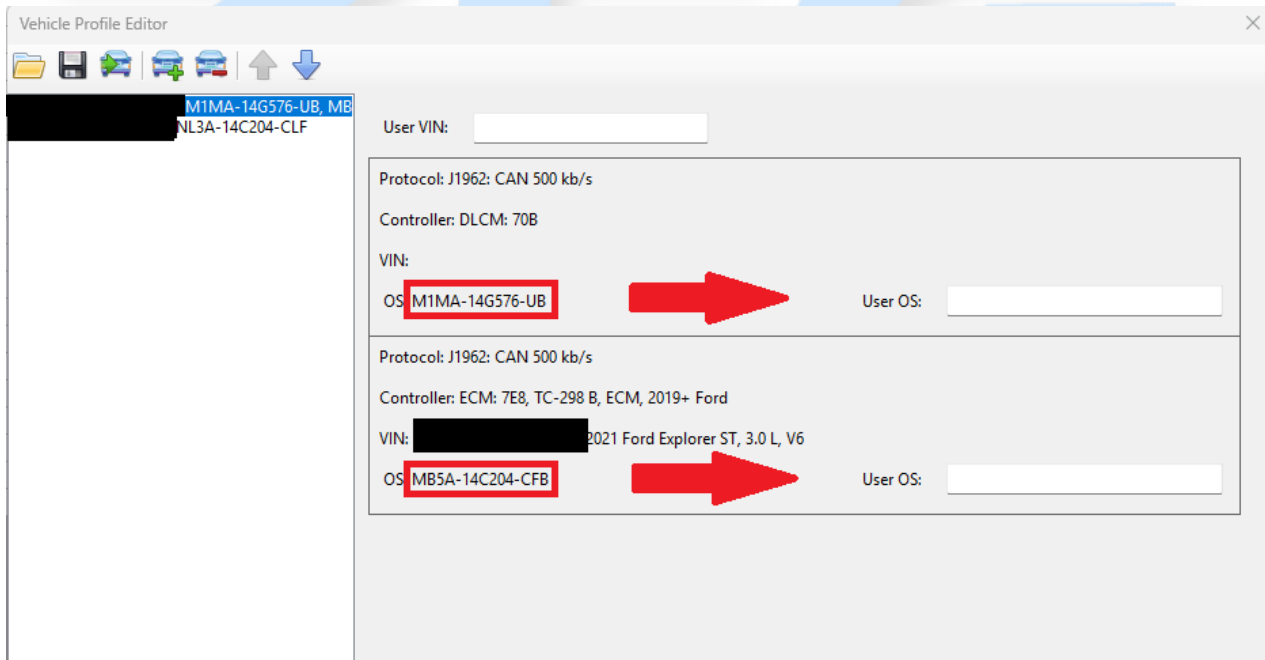 Vehicle Profile Editor
M1MA-14G576-UB, MB
NL3A-14C204-CLF
User VIN:
Protocol: J1962: CAN 500 kb/s
Controller: DLCM: 70B
VIN:
OS M1MA-14G576-UB User OS:
Protocol: J1962: CAN 500 kb/s
Controller: ECM: 7E8, TC-298 B, ECM, 2019+ Ford
VIN: 2021 Ford Explorer ST, 3.0 L, V6
OS MB5A-14C204-CFB User OS: